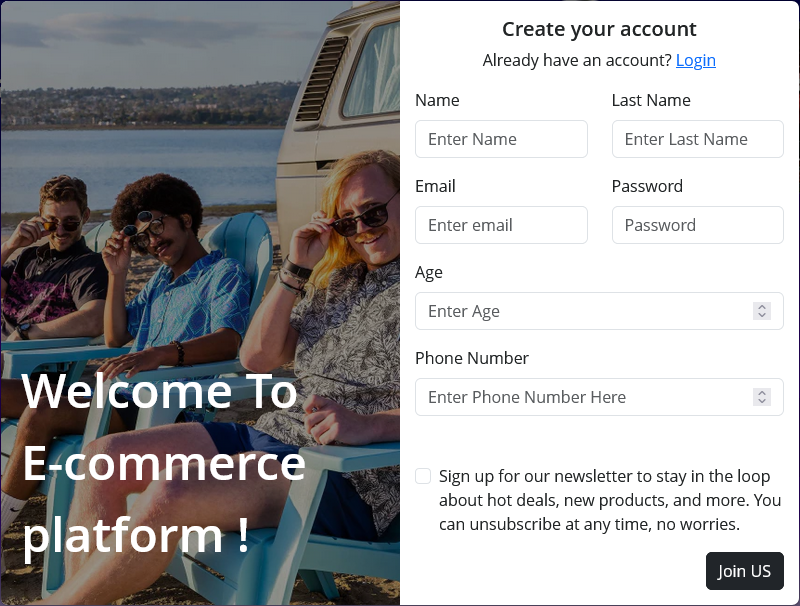 Welcome To
E-commerce
platform !
Create your account
Already have an account? Login
Name
Last Name
Enter Name
Enter Last Name
Email
Password
Enter email
Password
Age
Enter Age
Phone Number
Enter Phone Number Here
Sign up for our newsletter to stay in the loop
about hot deals, new products, and more. You
can unsubscribe at any time, no worries.
Join US